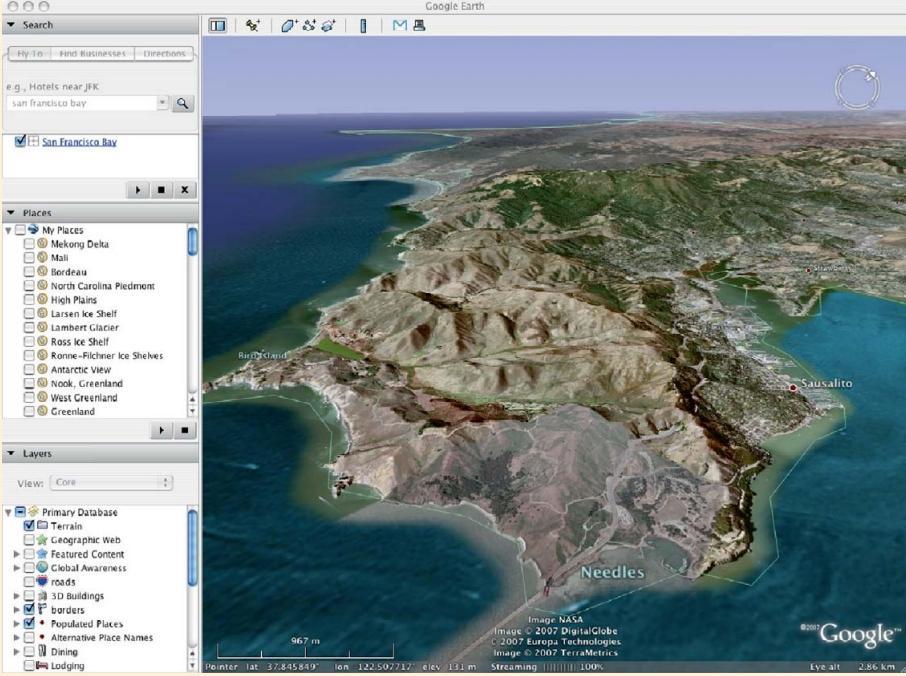 Google Earth
Search
Fly To
Find Businesses
Directions
e.g., Hotels near JFK
san francisco bay
San Francisco Bay
Places
My Places
Mekong Delta
Mali
Bordeau
North Carolina Piedmont
High Plains
Larsen Ice Shelf
Lambert Glacier
Ross Ice Shelf
Ronne-Filchner Ice Shelves
Antarctic View
Nook, Greenland
West Greenland
Greenland
Layers
View: Core
Primary Database
Terrain
Geographic Web
Featured Content
Global Awareness
roads
3D Buildings
borders
Populated Places
Alternative Place Names
Dining
Lodging
Strawberry
Bird Island
Sausalito
Needles
967 m
Image NASA
Image © 2007 DigitalGlobe
© 2007 Europa Technologies
Image © 2007 TerraMetrics
©2007 Google™
Pointer lat 37.845849° lon -122.507717° elev 131 m Streaming 100% Eye alt 2.86 km